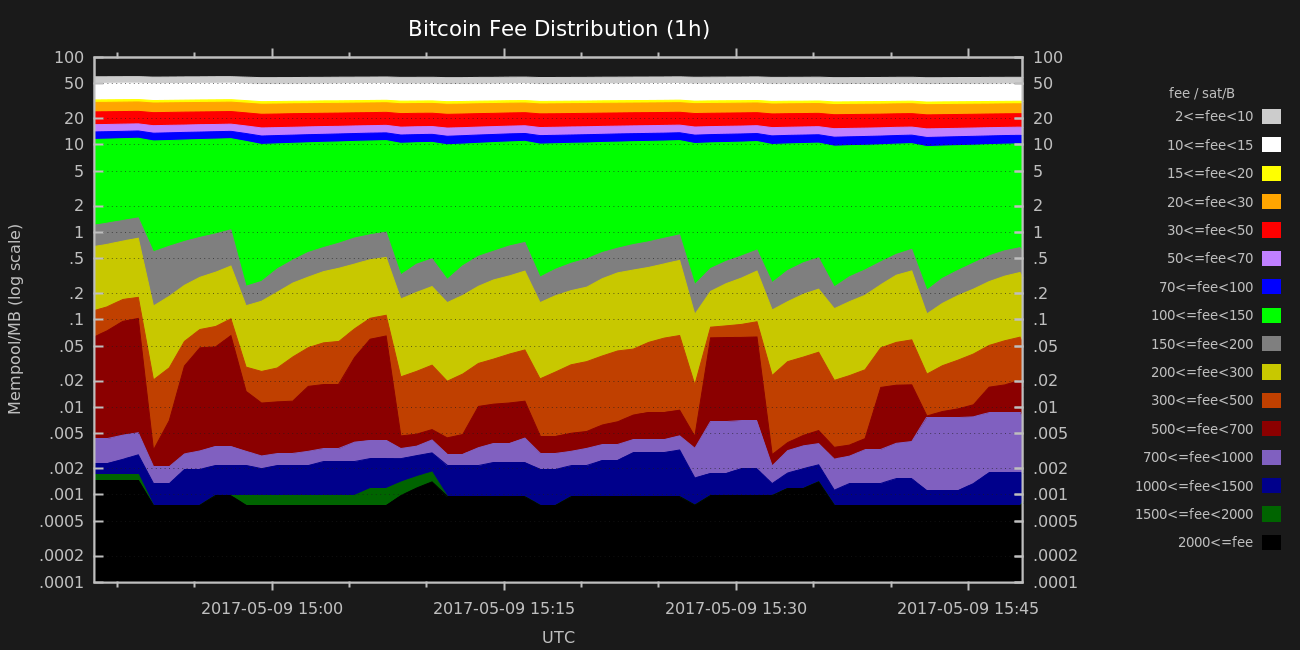 Bitcoin Fee Distribution (1h)
100 100
50 50
20 20
10 10
5 5
2 2
1 1
.5 .5
.2 .2
.1 .1
.05 .05
.02 .02
.01 .01
.005 .005
.002 .002
.001 .001
.0005 .0005
.0002 .0002
.0001 .0001
Mempool/MB (log scale)
2017-05-09 15:00 2017-05-09 15:15 2017-05-09 15:30 2017-05-09 15:45
UTC
fee / sat/B
2<=fee<10
10<=fee<15
15<=fee<20
20<=fee<30
30<=fee<50
50<=fee<70
70<=fee<100
100<=fee<150
150<=fee<200
200<=fee<300
300<=fee<500
500<=fee<700
700<=fee<1000
1000<=fee<1500
1500<=fee<2000
2000<=fee